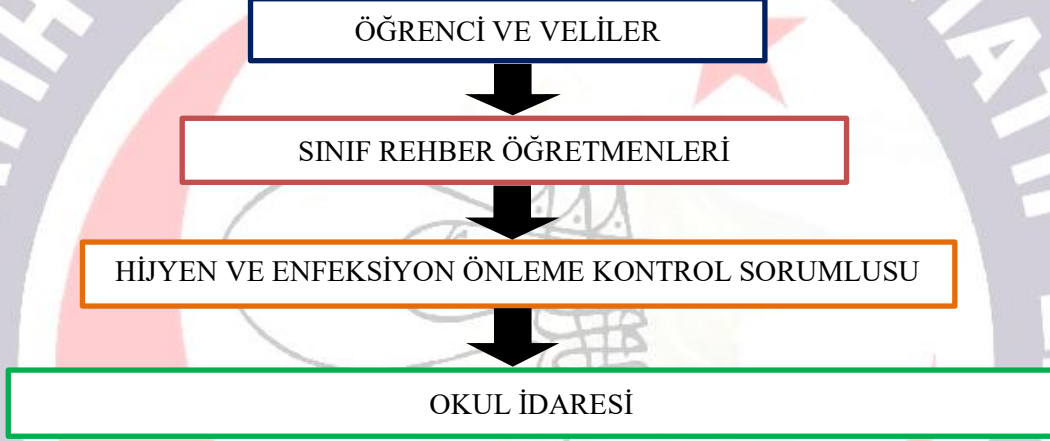 ÖĞRENCİ VE VELİLER
SINIF REHBER ÖĞRETMENLERİ
HİJYEN VE ENFEKSİYON ÖNLEME KONTROL SORUMLUSU
OKUL İDARESİ